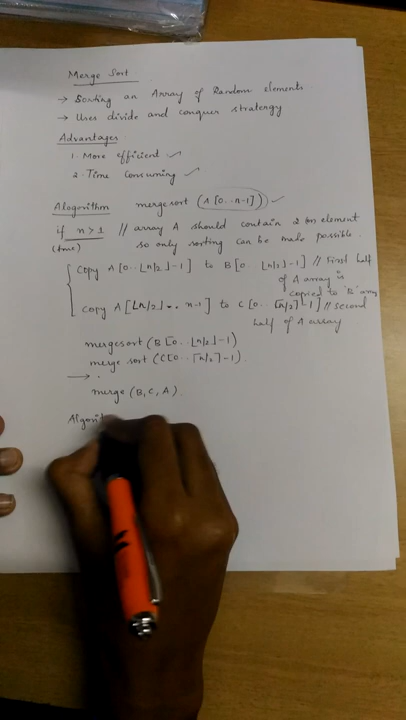 Merge Sort
→ Sorting an Array of Random elements
→ Uses divide and conquer stratergy
Advantages:
1. More efficient ✓
2. Time Consuming ✓
Alogorithm mergesort (A[0..n-1]) ✓
if n>1 // array A should contain 2 or element
(true) so only sorting can be made possible.
copy A[0..⌊n/2⌋-1] to B[0..⌊n/2⌋-1] // First half
of A array is
copied to 'B' array
copy A[⌊n/2⌋..n-1] to C[0..⌈n/2⌉-1] // second
half of A array
mergesort (B[0..⌊n/2⌋-1)
merge sort (C[0..⌈n/2⌉-1).
→ .
merge (B, C, A)
Algorit